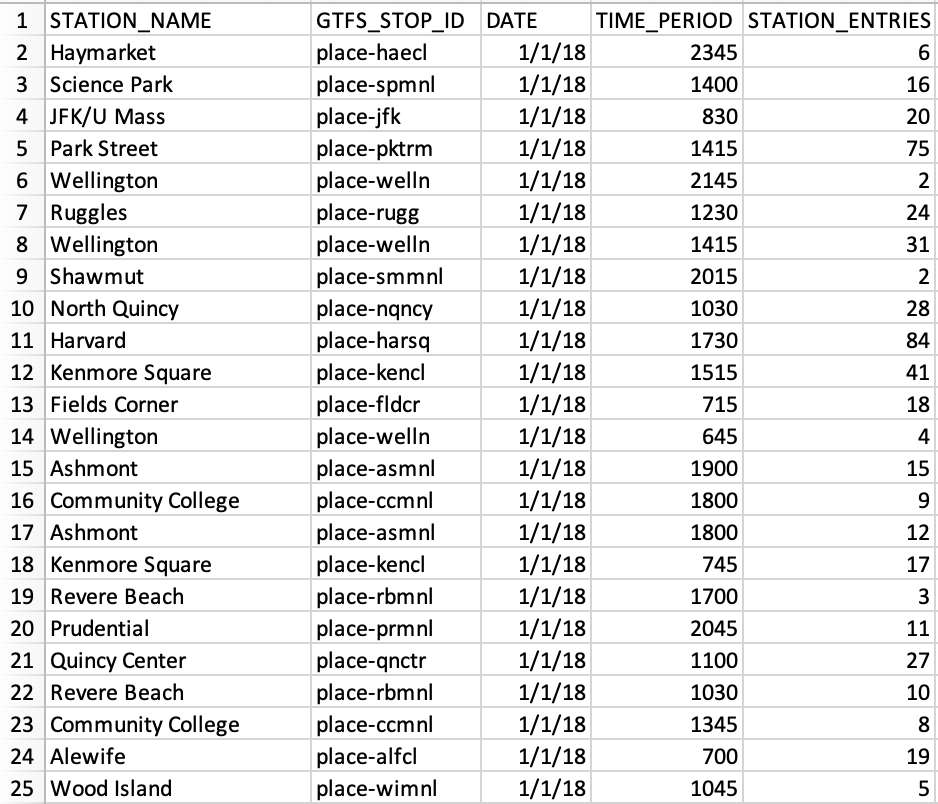 1 STATION_NAME GTFS_STOP_ID DATE TIME_PERIOD STATION_ENTRIES
2 Haymarket place-haecl 1/1/18 2345 6
3 Science Park place-spmnl 1/1/18 1400 16
4 JFK/U Mass place-jfk 1/1/18 830 20
5 Park Street place-pktrm 1/1/18 1415 75
6 Wellington place-welln 1/1/18 2145 2
7 Ruggles place-rugg 1/1/18 1230 24
8 Wellington place-welln 1/1/18 1415 31
9 Shawmut place-smmnl 1/1/18 2015 2
10 North Quincy place-nqncy 1/1/18 1030 28
11 Harvard place-harsq 1/1/18 1730 84
12 Kenmore Square place-kencl 1/1/18 1515 41
13 Fields Corner place-fldcr 1/1/18 715 18
14 Wellington place-welln 1/1/18 645 4
15 Ashmont place-asmnl 1/1/18 1900 15
16 Community College place-ccmnl 1/1/18 1800 9
17 Ashmont place-asmnl 1/1/18 1800 12
18 Kenmore Square place-kencl 1/1/18 745 17
19 Revere Beach place-rbmnl 1/1/18 1700 3
20 Prudential place-prmnl 1/1/18 2045 11
21 Quincy Center place-qnctr 1/1/18 1100 27
22 Revere Beach place-rbmnl 1/1/18 1030 10
23 Community College place-ccmnl 1/1/18 1345 8
24 Alewife place-alfcl 1/1/18 700 19
25 Wood Island place-wimnl 1/1/18 1045 5